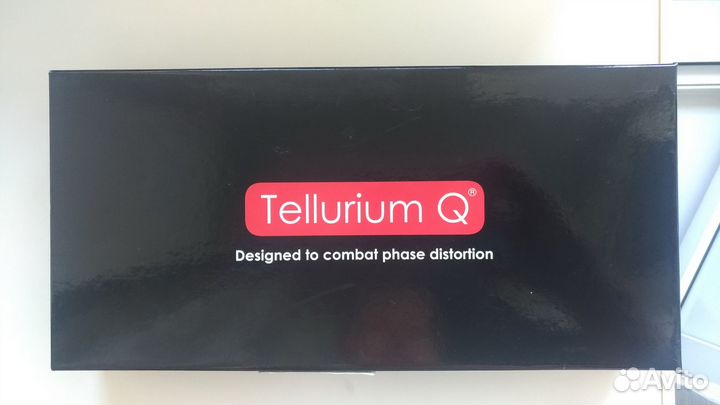 Tellurium Q®
Designed to combat phase distortion
Avito